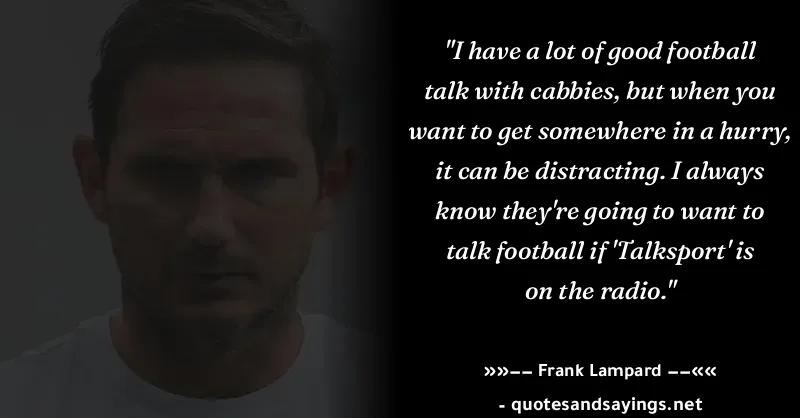 "I have a lot of good football
talk with cabbies, but when you
want to get somewhere in a hurry,
it can be distracting. I always
know they're going to want to
talk football if 'Talksport' is
on the radio."
»»−− Frank Lampard −−««
- quotesandsayings.net